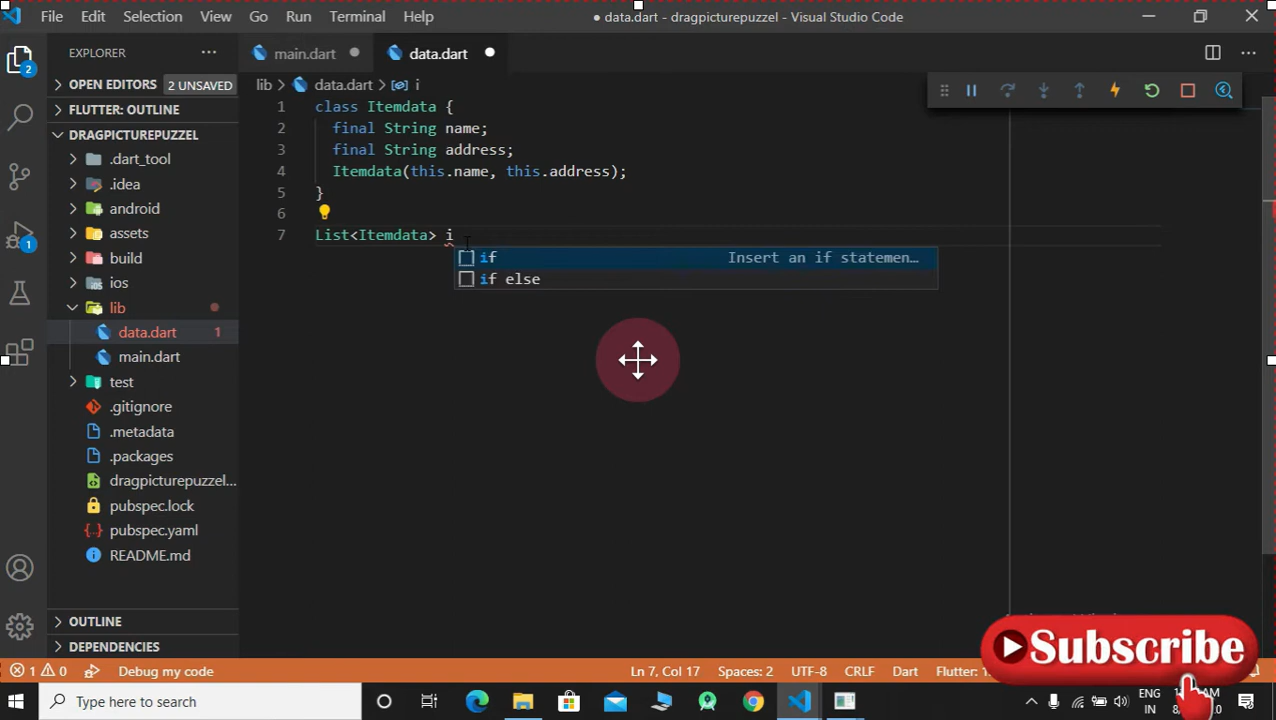 File Edit Selection View Go Run Terminal Help
● data.dart - dragpicturepuzzel - Visual Studio Code
EXPLORER
main.dart
data.dart
OPEN EDITORS 2 UNSAVED
lib > data.dart > i
FLUTTER: OUTLINE
DRAGPICTUREPUZZEL
.dart_tool
.idea
android
assets
build
ios
lib
data.dart 1
main.dart
test
.gitignore
.metadata
.packages
dragpicturepuzzel...
pubspec.lock
pubspec.yaml
README.md
OUTLINE
DEPENDENCIES
2
1 class Itemdata {
2 final String name;
3 final String address;
4 Itemdata(this.name, this.address);
5 }
6
7 List<Itemdata> i
if Insert an if statemen...
if else
Subscribe
1 0 Debug my code
Ln 7, Col 17 Spaces: 2 UTF-8 CRLF Dart
Type here to search
ENG
IN